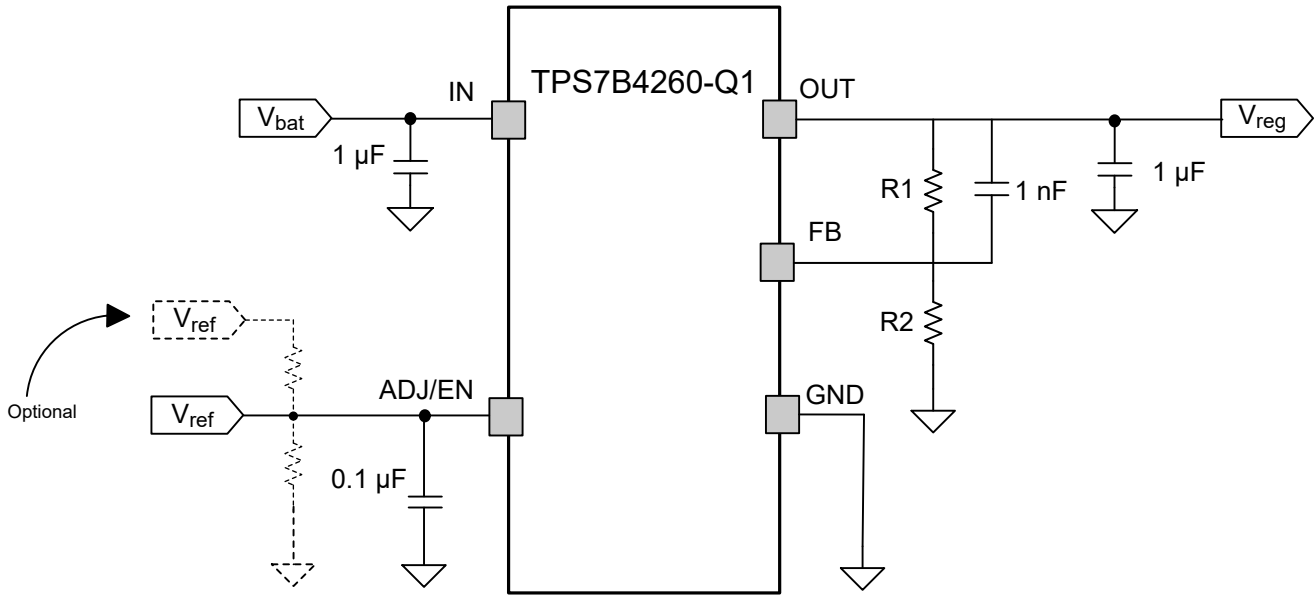 TPS7B4260-Q1
IN
OUT
Vbat
Vreg
1 µF
R1
1 nF
1 µF
FB
Vref
R2
ADJ/EN
GND
Optional
Vref
0.1 µF